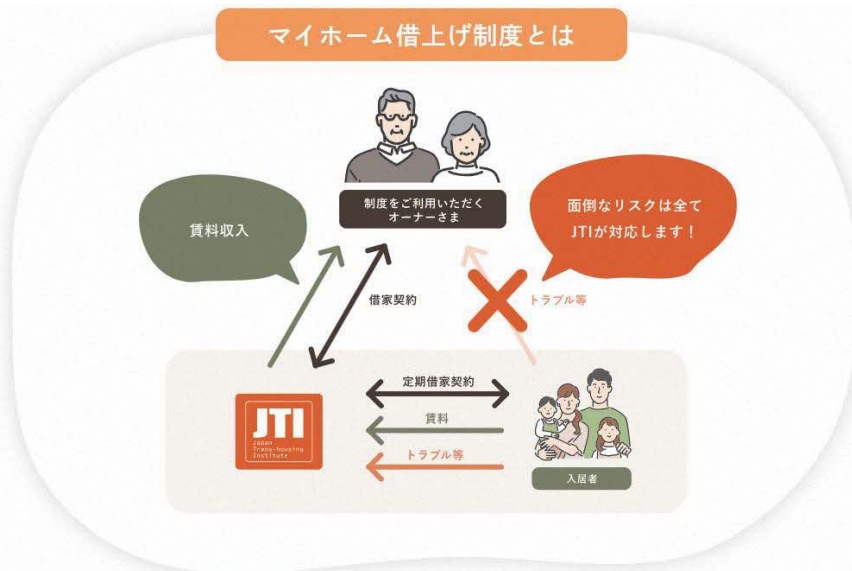 マイホーム借上げ制度とは
制度をご利用いただく
オーナーさま
賃料収入
面倒なリスクは全て
JTIが対応します！
借家契約
トラブル等
定期借家契約
賃料
トラブル等
JTI
Japan
Trans-housing
Institute
入居者